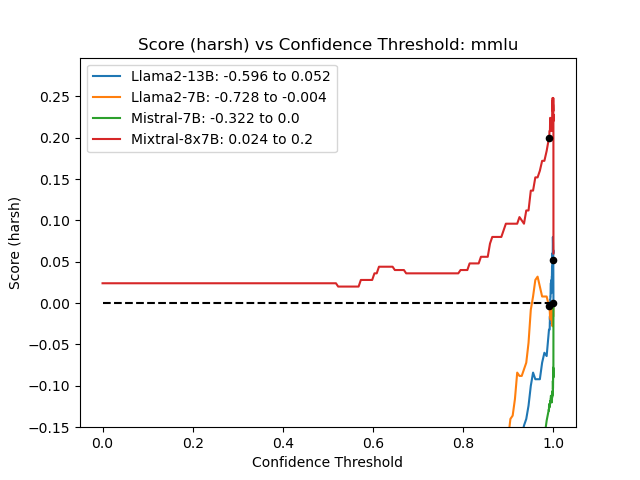 Score (harsh) vs Confidence Threshold: mmlu
Llama2-13B: -0.596 to 0.052
Llama2-7B: -0.728 to -0.004
Mistral-7B: -0.322 to 0.0
Mixtral-8x7B: 0.024 to 0.2
Score (harsh)
0.25
0.20
0.15
0.10
0.05
0.00
−0.05
−0.10
−0.15
0.0 0.2 0.4 0.6 0.8 1.0
Confidence Threshold